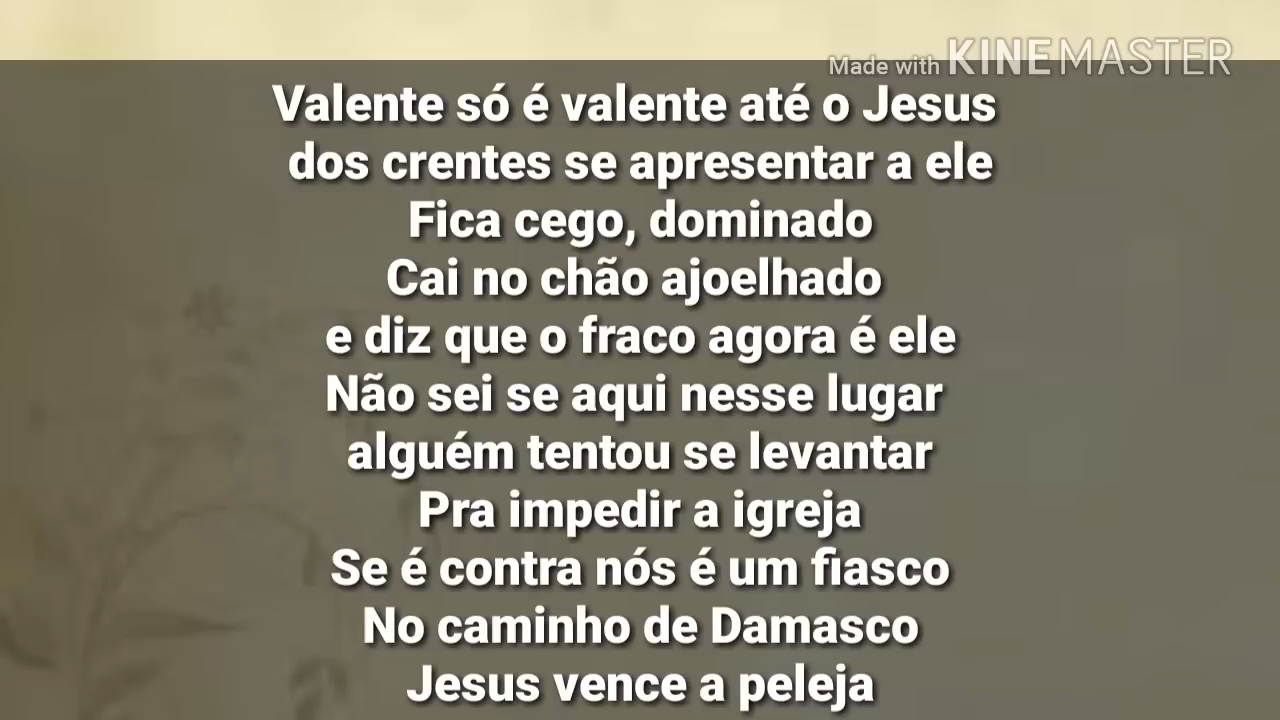 Made with KINEMASTER
Valente só é valente até o Jesus
dos crentes se apresentar a ele
Fica cego, dominado
Cai no chão ajoelhado
e diz que o fraco agora é ele
Não sei se aqui nesse lugar
alguém tentou se levantar
Pra impedir a igreja
Se é contra nós é um fiasco
No caminho de Damasco
Jesus vence a peleja